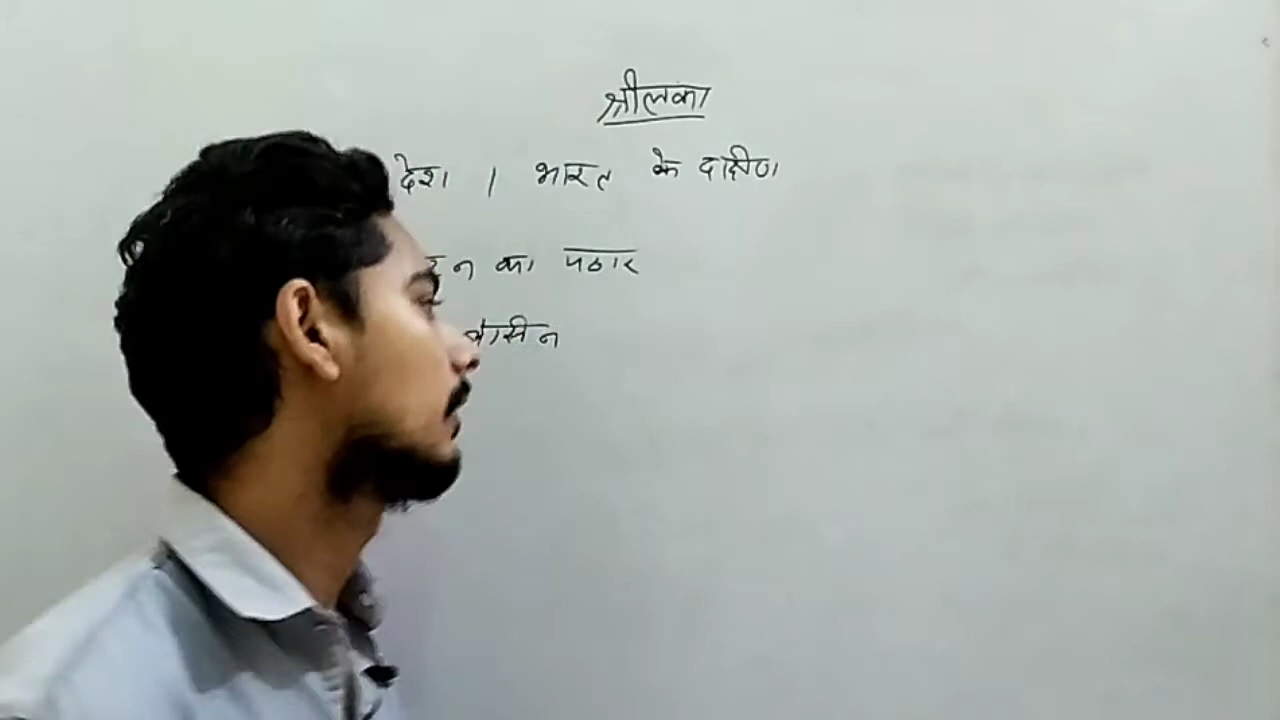 श्रीलंका
देश । भारत के दक्षिण
का पठार